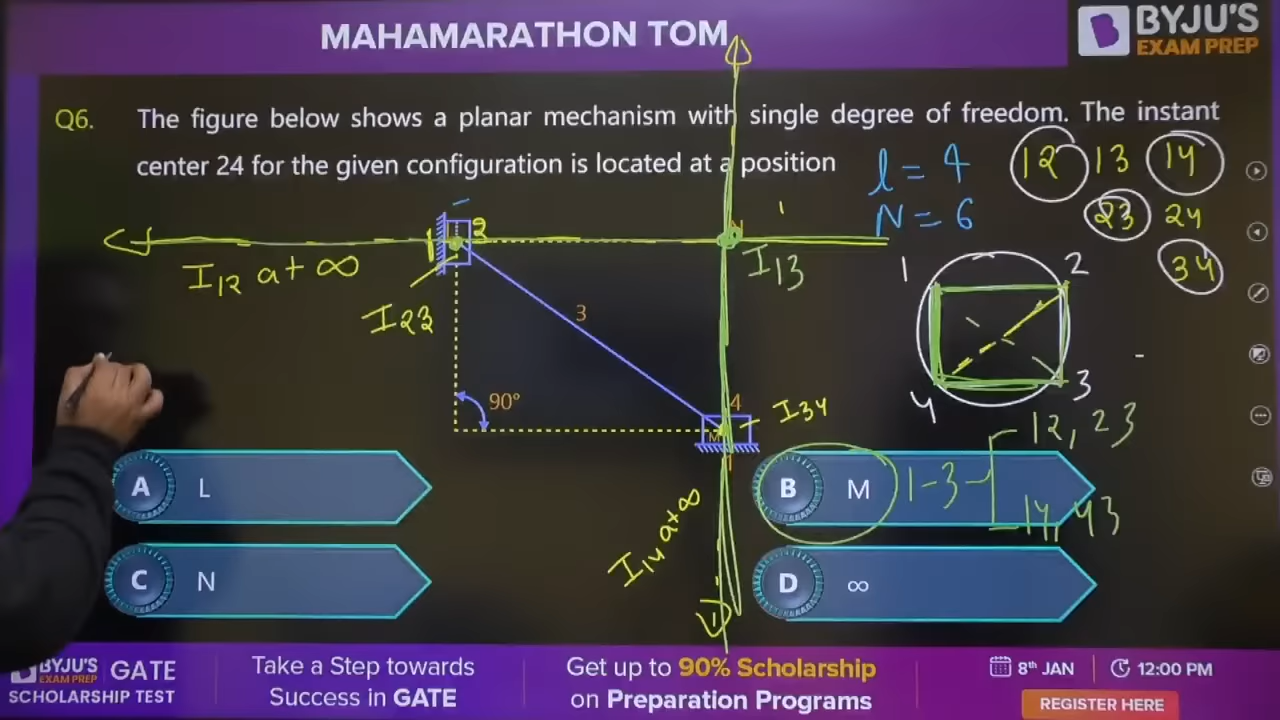 MAHAMARATHON TOM
BYJU'S
EXAM PREP
Q6. The figure below shows a planar mechanism with single degree of freedom. The instant
center 24 for the given configuration is located at a position
l = 4
N = 6
12 13 14
23 24
34
2
I12 at ∞
I13
I23
3
90°
4
I34
M
1 2
4 3
I14 at ∞
1-3-
12, 23
14, 43
A L
B M
C N
D ∞
BYJU'S
EXAM PREP
GATE
SCHOLARSHIP TEST
Take a Step towards
Success in GATE
Get up to 90% Scholarship
on Preparation Programs
8th JAN
12:00 PM
REGISTER HERE